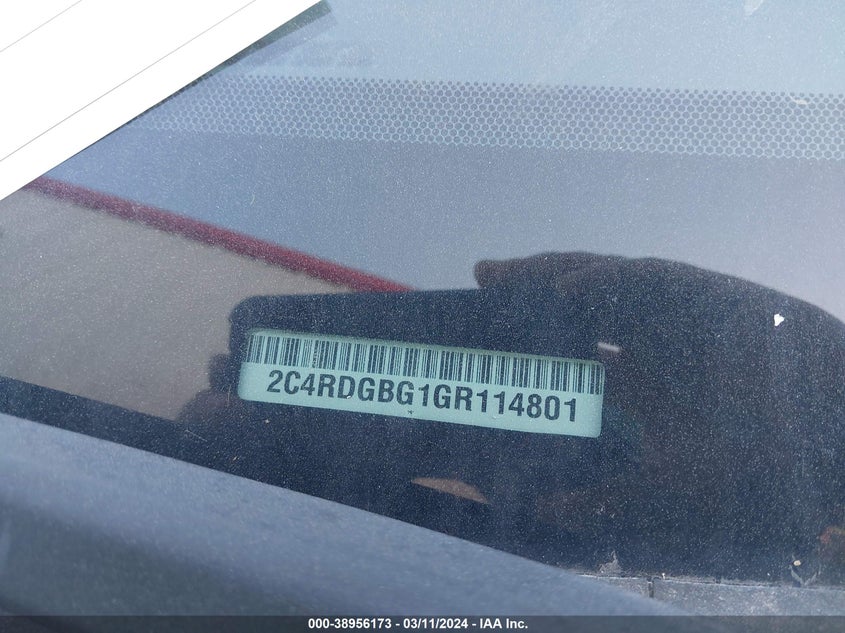 2C4RDGBG1GR114801
000-38956173 - 03/11/2024 - IAA Inc.